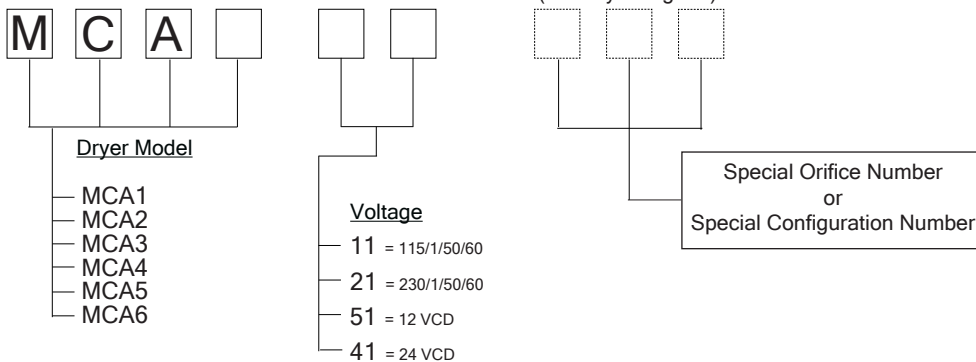 M C A
Dryer Model
MCA1
MCA2
MCA3
MCA4
MCA5
MCA6
Voltage
11 = 115/1/50/60
21 = 230/1/50/60
51 = 12 VCD
41 = 24 VCD
Special Orifice Number
or
Special Configuration Number